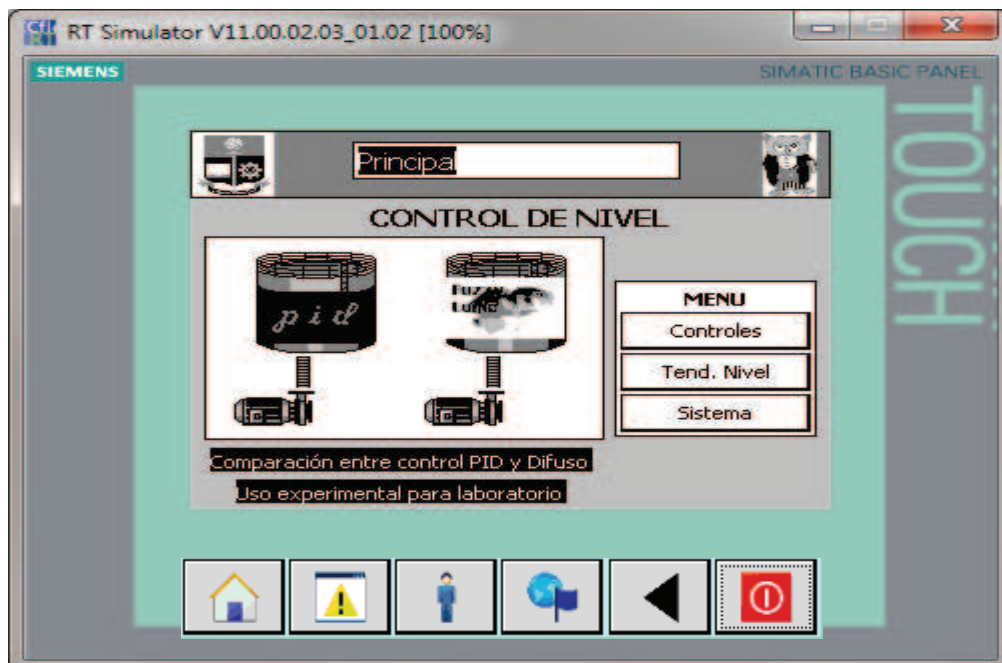 RT Simulator V11.00.02.03_01.02 [100%]
SIEMENS
SIMATIC BASIC PANEL
TOUCH
Principal
CONTROL DE NIVEL
pid
Fuzzy
MENU
Controles
Tend. Nivel
Sistema
Comparación entre control PID y Difuso
Uso experimental para laboratorio